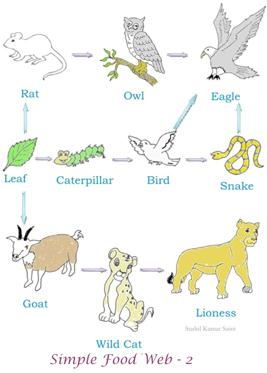 Rat Owl Eagle
Leaf Caterpillar Bird Snake
Goat Wild Cat Lioness
Sushil Kumar Saini
Simple Food Web - 2